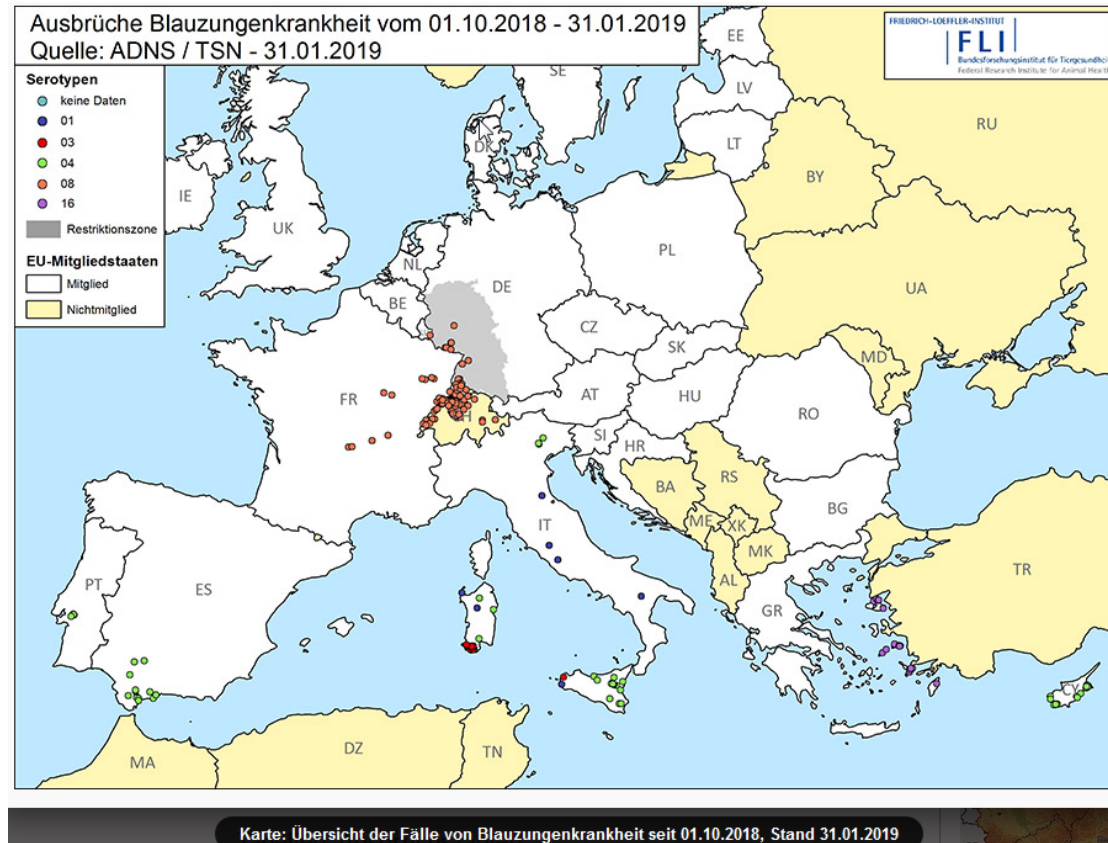 Ausbrüche Blauzungenkrankheit vom 01.10.2018 - 31.01.2019
Quelle: ADNS / TSN - 31.01.2019
FRIEDRICH-LOEFFLER-INSTITUT
FLI
Bundesforschungsinstitut für Tiergesundheit
Federal Research Institute for Animal Health
Serotypen
keine Daten
01
03
04
08
16
Restriktionszone
EU-Mitgliedstaaten
Mitglied
Nichtmitglied
EE
SE
LV
RU
DK
LT
IE
BY
UK
PL
NL
DE
BE
UA
CZ
SK
MD
FR
AT
HU
CH
RO
SI
HR
BA
RS
IT
BG
ME
XK
MK
PT
ES
AL
TR
GR
CY
MA
DZ
TN
Karte: Übersicht der Fälle von Blauzungenkrankheit seit 01.10.2018, Stand 31.01.2019